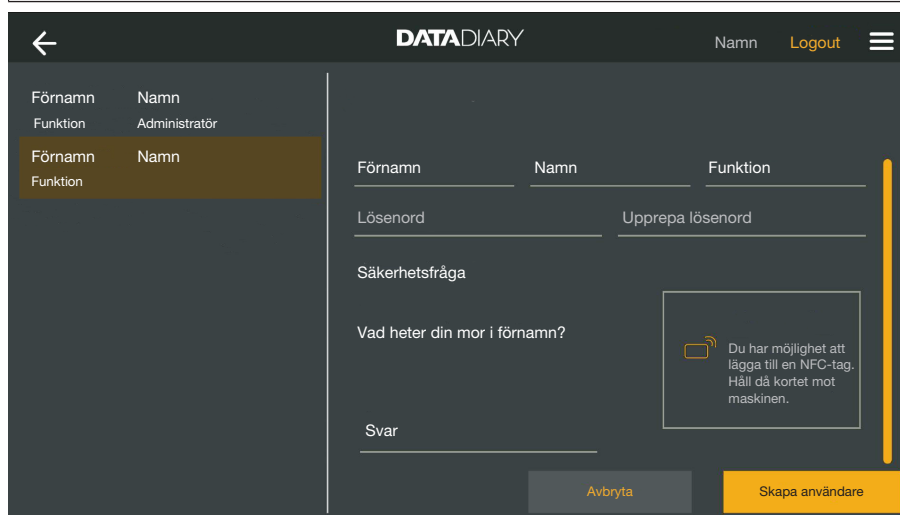 DATADIARY
Namn Logout
Förnamn Namn
Funktion Administratör
Förnamn Namn
Funktion
Förnamn Namn Funktion
Lösenord Upprepa lösenord
Säkerhetsfråga
Vad heter din mor i förnamn?
Du har möjlighet att
lägga till en NFC-tag.
Håll då kortet mot
maskinen.
Svar
Avbryta Skapa användare